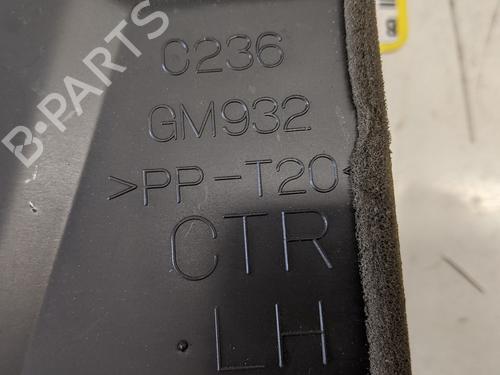 C236
GM932
>PP-T20<
CTR
LH
B-PARTS